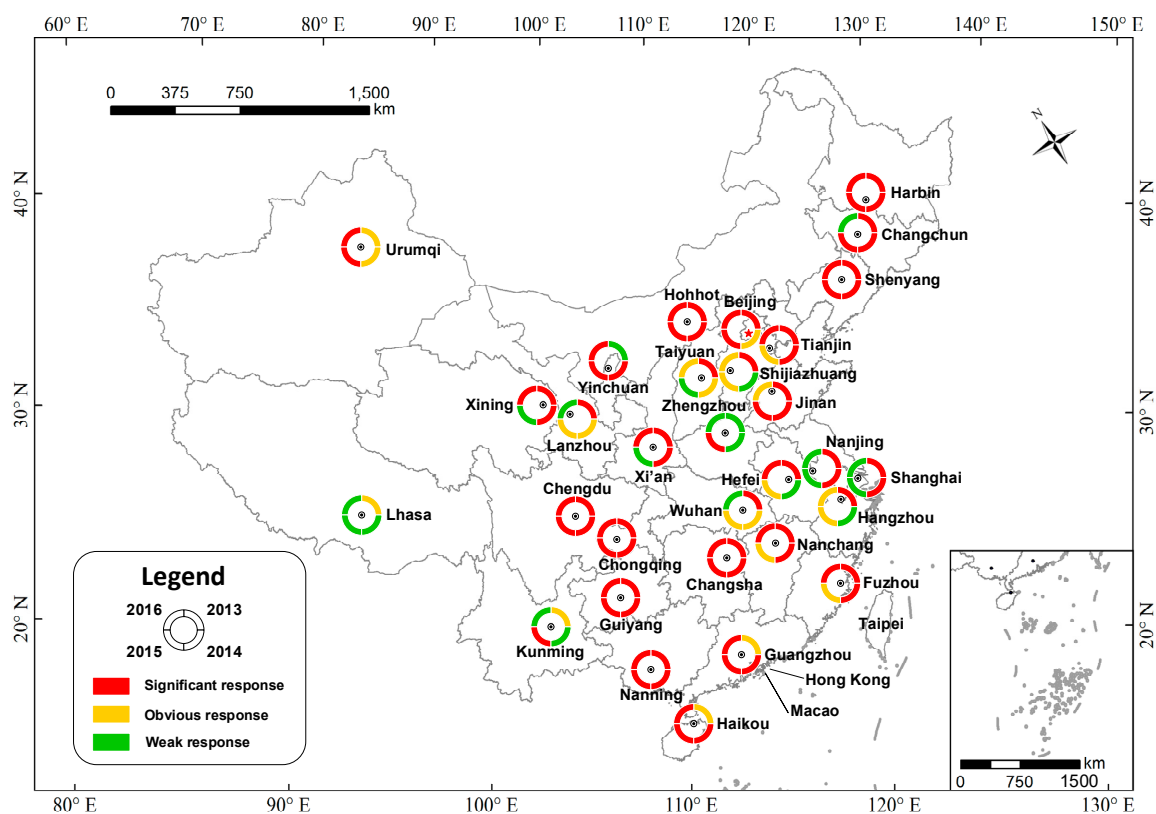 60° E 70° E 80° E 90° E 100° E 110° E 120° E 130° E 140° E 150° E
0 375 750 1,500
km
N
40° N
40° N
Harbin
Changchun
Urumqi
Shenyang
Hohhot
Beijing
Tianjin
Taiyuan
Shijiazhuang
Yinchuan
Xining
Zhengzhou
Jinan
30° N
30° N
Lanzhou
Nanjing
Xi'an
Hefei
Shanghai
Chengdu
Lhasa
Wuhan
Hangzhou
Nanchang
Chongqing
Changsha
Fuzhou
Legend
2016 2013
2015 2014
Significant response
Obvious response
Weak response
Guiyang
Taipei
20° N
20° N
Kunming
Guangzhou
Hong Kong
Nanning
Macao
Haikou
km
0 750 1500
80° E 90° E 100° E 110° E 120° E 130° E